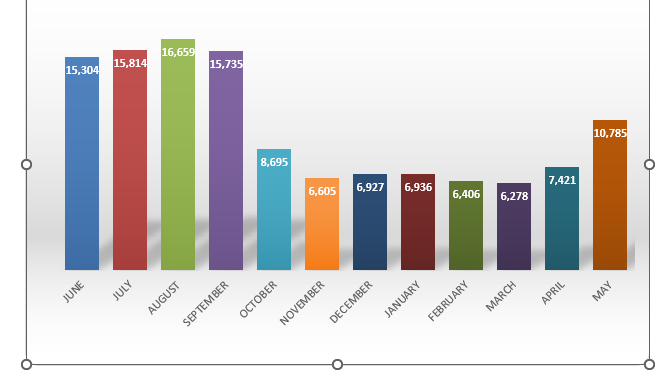 15,304
15,814
16,659
15,735
8,695
6,605
6,927
6,936
6,406
6,278
7,421
10,785
JUNE
JULY
AUGUST
SEPTEMBER
OCTOBER
NOVEMBER
DECEMBER
JANUARY
FEBRUARY
MARCH
APRIL
MAY